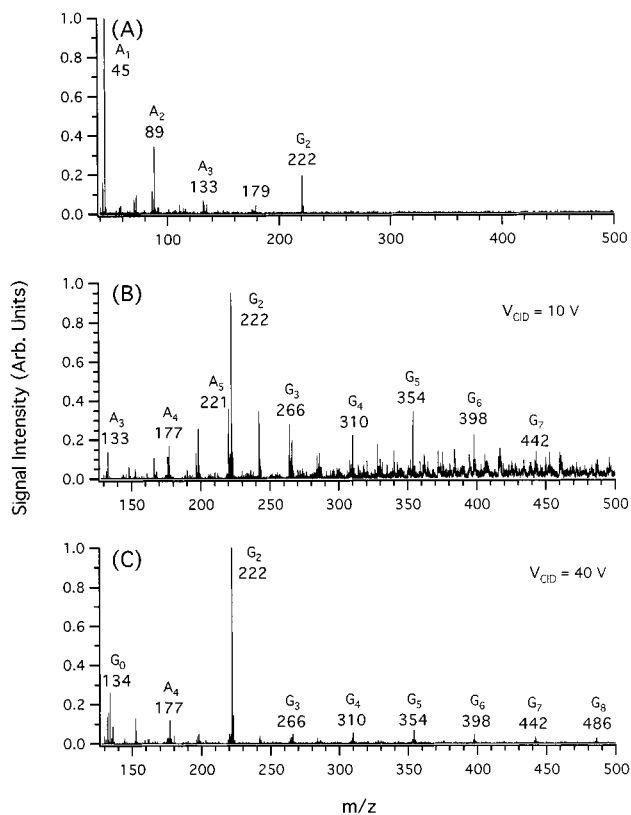 Signal Intensity (Arb. Units)
(A)
1.0
0.8
0.6
0.4
0.2
0.0
A1
45
A2
89
A3
133
179
G2
222
100
200
300
400
500
(B)
VCID = 10 V
1.0
0.8
0.6
0.4
0.2
0.0
A3
133
A4
177
A5
221
G2
222
G3
266
G4
310
G5
354
G6
398
G7
442
150
200
250
300
350
400
450
500
(C)
VCID = 40 V
1.0
0.8
0.6
0.4
0.2
0.0
G0
134
A4
177
G2
222
G3
266
G4
310
G5
354
G6
398
G7
442
G8
486
150
200
250
300
350
400
450
500
m/z